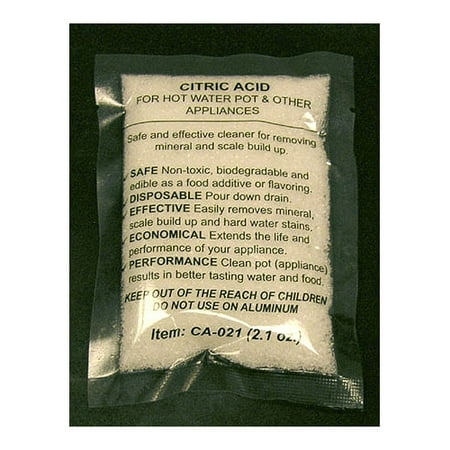 CITRIC ACID
FOR HOT WATER POT & OTHER
APPLIANCES
Safe and effective cleaner for removing
mineral and scale build up.
✓ SAFE Non-toxic, biodegradable and
edible as a food additive or flavoring.
✓ DISPOSABLE Pour down drain.
✓ EFFECTIVE Easily removes mineral,
scale build up and hard water stains.
✓ ECONOMICAL Extends the life and
performance of your appliance.
✓ PERFORMANCE Clean pot (appliance)
results in better tasting water and food.
KEEP OUT OF THE REACH OF CHILDREN
DO NOT USE ON ALUMINUM
Item: CA-021 (2.1 oz.)